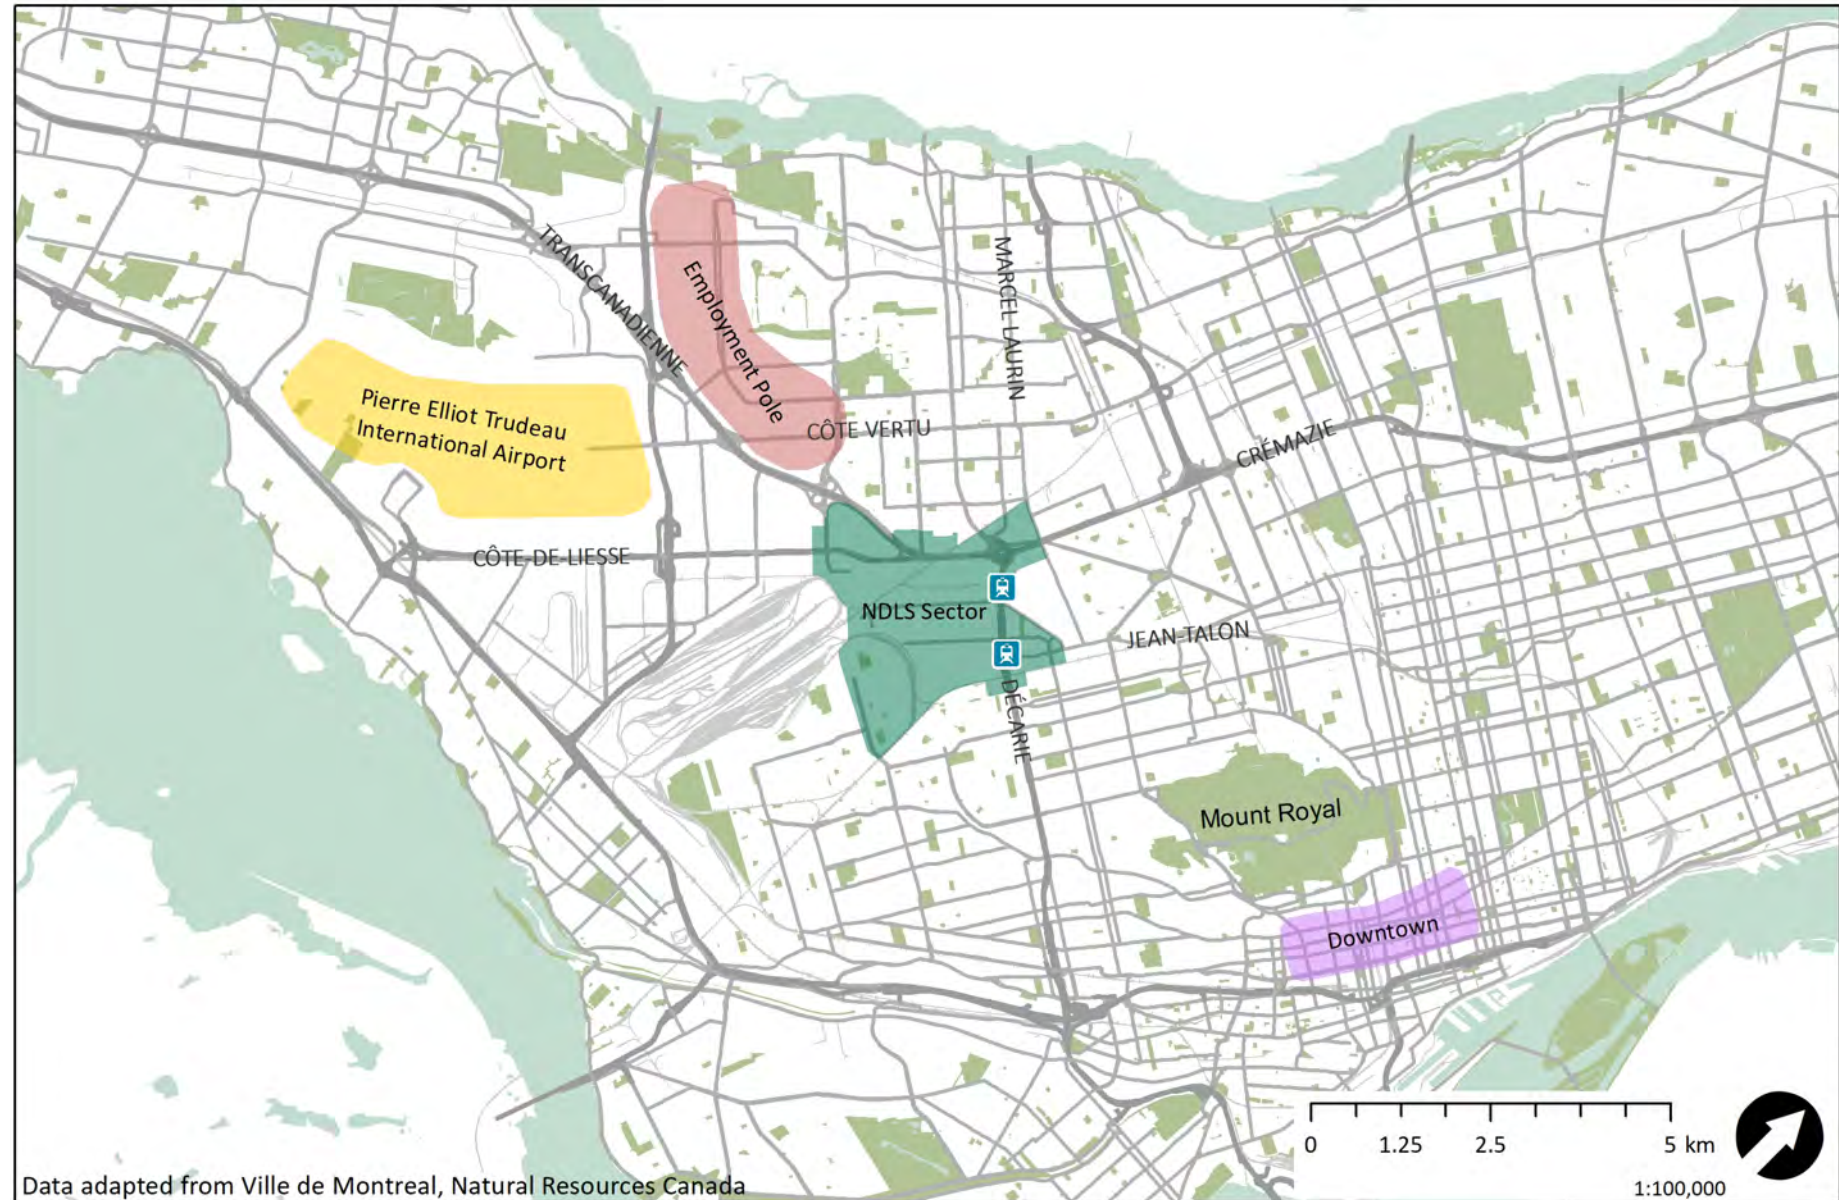 TRANSCANADIENNE
Employment Pole
MARCEL LAURIN
Pierre Elliot Trudeau
International Airport
CÔTE VERTU
CRÉMAZIE
CÔTE-DE-LIESSE
NDLS Sector
JEAN-TALON
DÉCARIE
Mount Royal
Downtown
0 1.25 2.5 5 km
1:100,000
Data adapted from Ville de Montreal, Natural Resources Canada